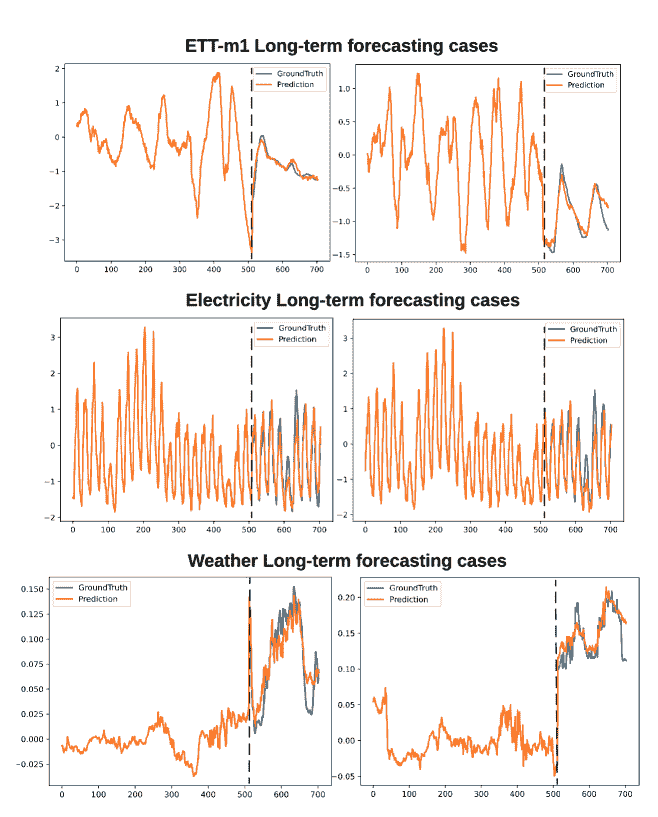 ETT-m1 Long-term forecasting cases
GroundTruth
Prediction
2
1
0
−1
−2
−3
0 100 200 300 400 500 600 700
GroundTruth
Prediction
1.0
0.5
0.0
−0.5
−1.0
−1.5
0 100 200 300 400 500 600 700
Electricity Long-term forecasting cases
GroundTruth
Prediction
3
2
1
0
−1
−2
0 100 200 300 400 500 600 700
GroundTruth
Prediction
3
2
1
0
−1
−2
0 100 200 300 400 500 600 700
Weather Long-term forecasting cases
GroundTruth
Prediction
0.150
0.125
0.100
0.075
0.050
0.025
0.000
−0.025
0 100 200 300 400 500 600 700
GroundTruth
Prediction
0.20
0.15
0.10
0.05
0.00
−0.05
0 100 200 300 400 500 600 700